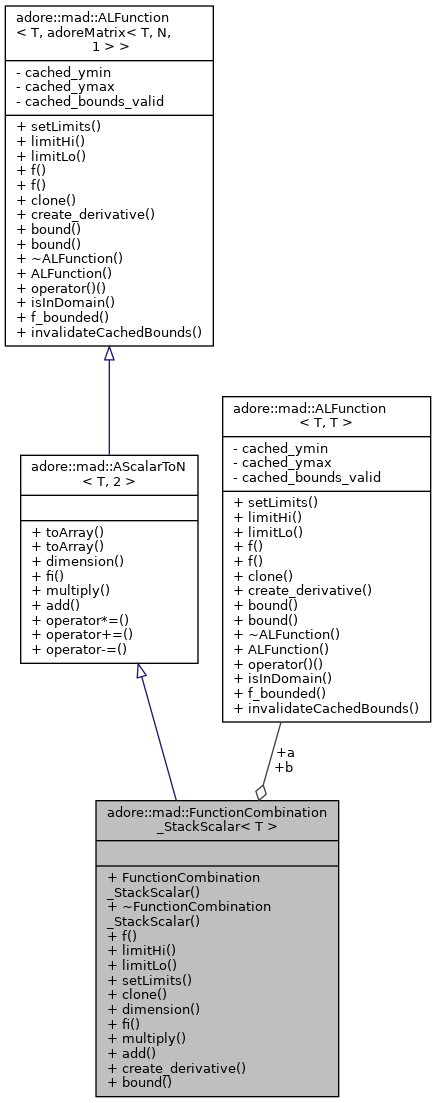 adore::mad::ALFunction
< T, adoreMatrix< T, N,
1 > >
- cached_ymin
- cached_ymax
- cached_bounds_valid
+ setLimits()
+ limitHi()
+ limitLo()
+ f()
+ f()
+ clone()
+ create_derivative()
+ bound()
+ bound()
+ ~ALFunction()
+ ALFunction()
+ operator()()
+ isInDomain()
+ f_bounded()
+ invalidateCachedBounds()
adore::mad::AScalarToN
< T, 2 >
+ toArray()
+ toArray()
+ dimension()
+ fi()
+ multiply()
+ add()
+ operator*=()
+ operator+=()
+ operator-=()
adore::mad::ALFunction
< T, T >
- cached_ymin
- cached_ymax
- cached_bounds_valid
+ setLimits()
+ limitHi()
+ limitLo()
+ f()
+ f()
+ clone()
+ create_derivative()
+ bound()
+ bound()
+ ~ALFunction()
+ ALFunction()
+ operator()()
+ isInDomain()
+ f_bounded()
+ invalidateCachedBounds()
+a
+b
adore::mad::FunctionCombination
_StackScalar< T >
+ FunctionCombination
_StackScalar()
+ ~FunctionCombination
_StackScalar()
+ f()
+ limitHi()
+ limitLo()
+ setLimits()
+ clone()
+ dimension()
+ fi()
+ multiply()
+ add()
+ create_derivative()
+ bound()